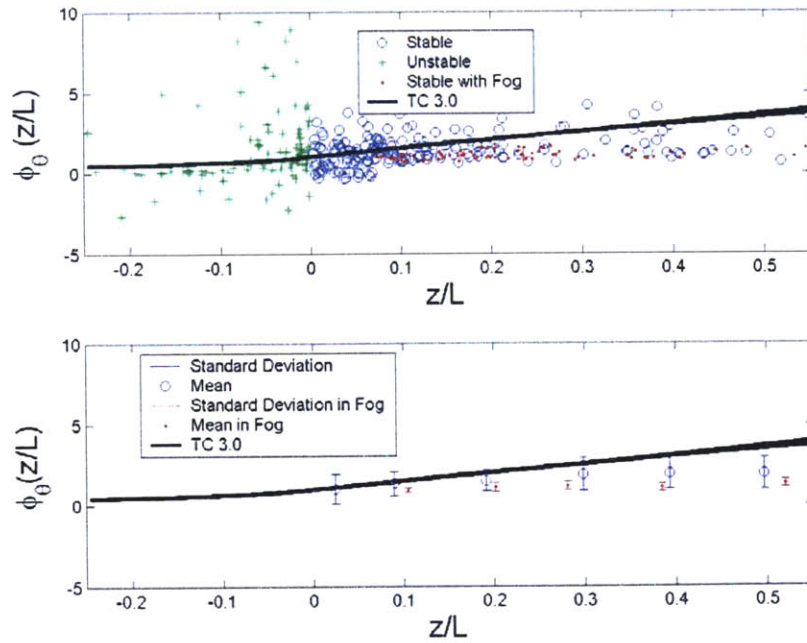 10
5
0
-5
ϕθ (z/L)
Stable
Unstable
Stable with Fog
TC 3.0
-0.2 -0.1 0 0.1 0.2 0.3 0.4 0.5
z/L
10
5
0
-5
ϕθ(z/L)
Standard Deviation
Mean
Standard Deviation in Fog
Mean in Fog
TC 3.0
-0.2 -0.1 0 0.1 0.2 0.3 0.4 0.5
z/L